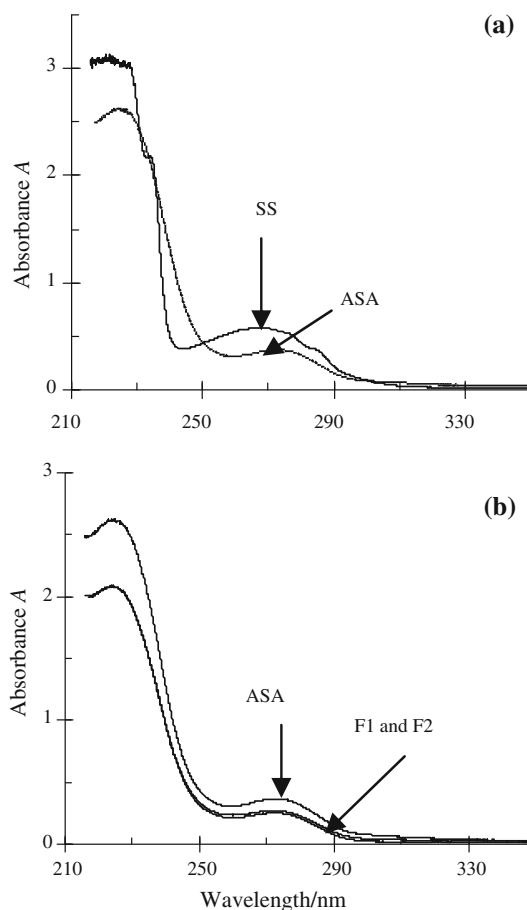 (a)
3
SS
2
Absorbance A
ASA
1
0
210 250 290 330
(b)
3
2
Absorbance A
ASA
F1 and F2
1
0
210 250 290 330
Wavelength/nm